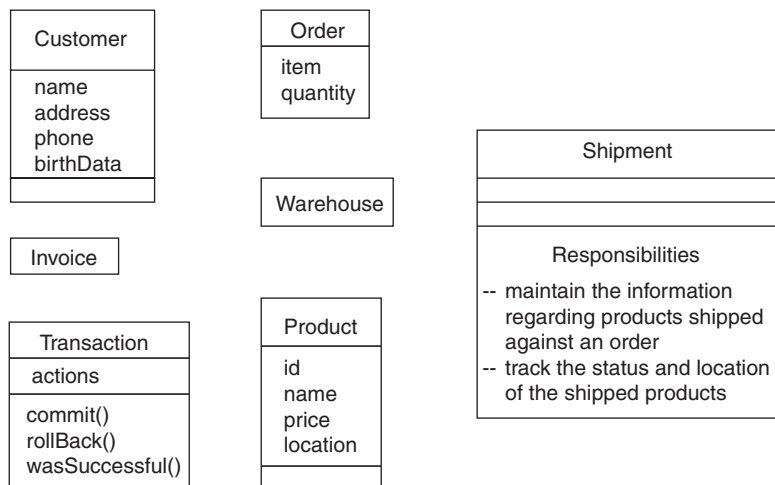 Customer
name
address
phone
birthData
Invoice
Transaction
actions
commit()
rollBack()
wasSuccessful()
Order
item
quantity
Warehouse
Product
id
name
price
location
Shipment
Responsibilities
-- maintain the information
regarding products shipped
against an order
-- track the status and location
of the shipped products